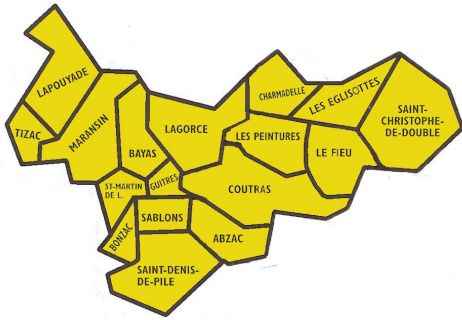 LAPOUYADE
TIZAC
MARANSIN
BAYAS
LAGORCE
CHARMADELLE
LES EGLISOTTES
SAINT-
CHRISTOPHE-
DE-DOUBLE
LES PEINTURES
LE FIEU
ST-MARTIN
DE L.
GUITRES
COUTRAS
BONZAC
SABLONS
ABZAC
SAINT-DENIS-
DE-PILE